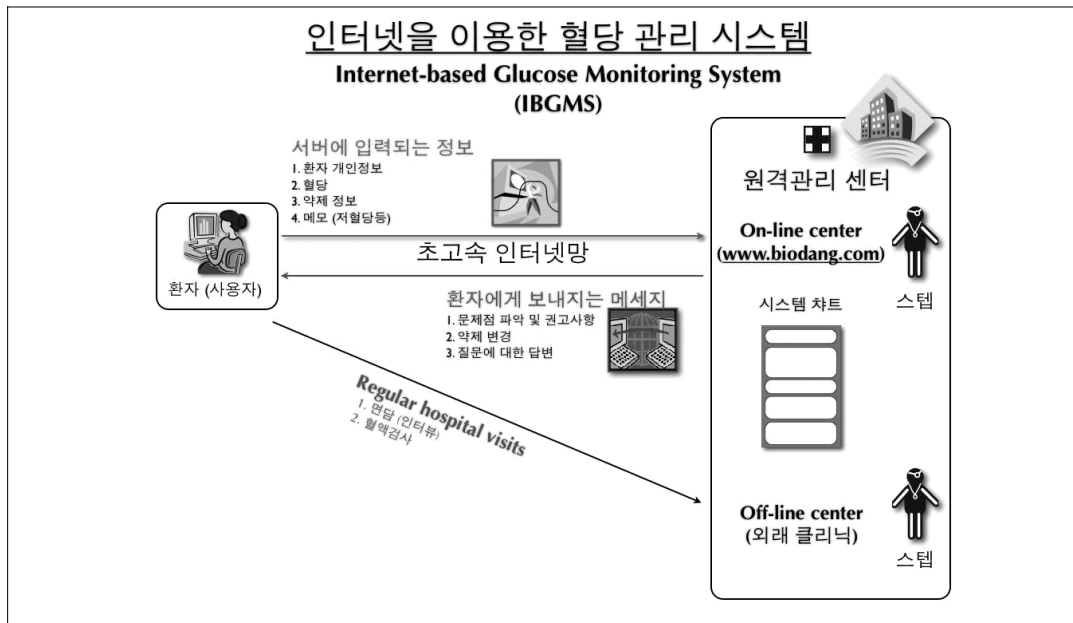 인터넷을 이용한 혈당 관리 시스템
Internet-based Glucose Monitoring System
(IBGMS)
서버에 입력되는 정보
1. 환자 개인정보
2. 혈당
3. 약제 정보
4. 메모 (저혈당등)
환자 (사용자)
초고속 인터넷망
환자에게 보내지는 메세지
1. 문제점 파악 및 권고사항
2. 약제 변경
3. 질문에 대한 답변
Regular hospital visits
1. 면담 (인터뷰)
2. 혈액검사
원격관리 센터
On-line center
(www.biodang.com)
스텝
시스템 챠트
Off-line center
(외래 클리닉)
스텝